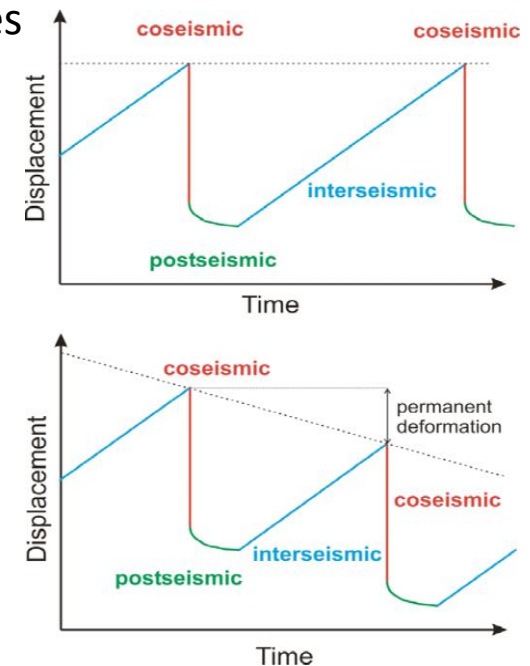 es
coseismic
coseismic
Displacement
interseismic
postseismic
Time
coseismic
permanent
deformation
Displacement
coseismic
interseismic
postseismic
Time